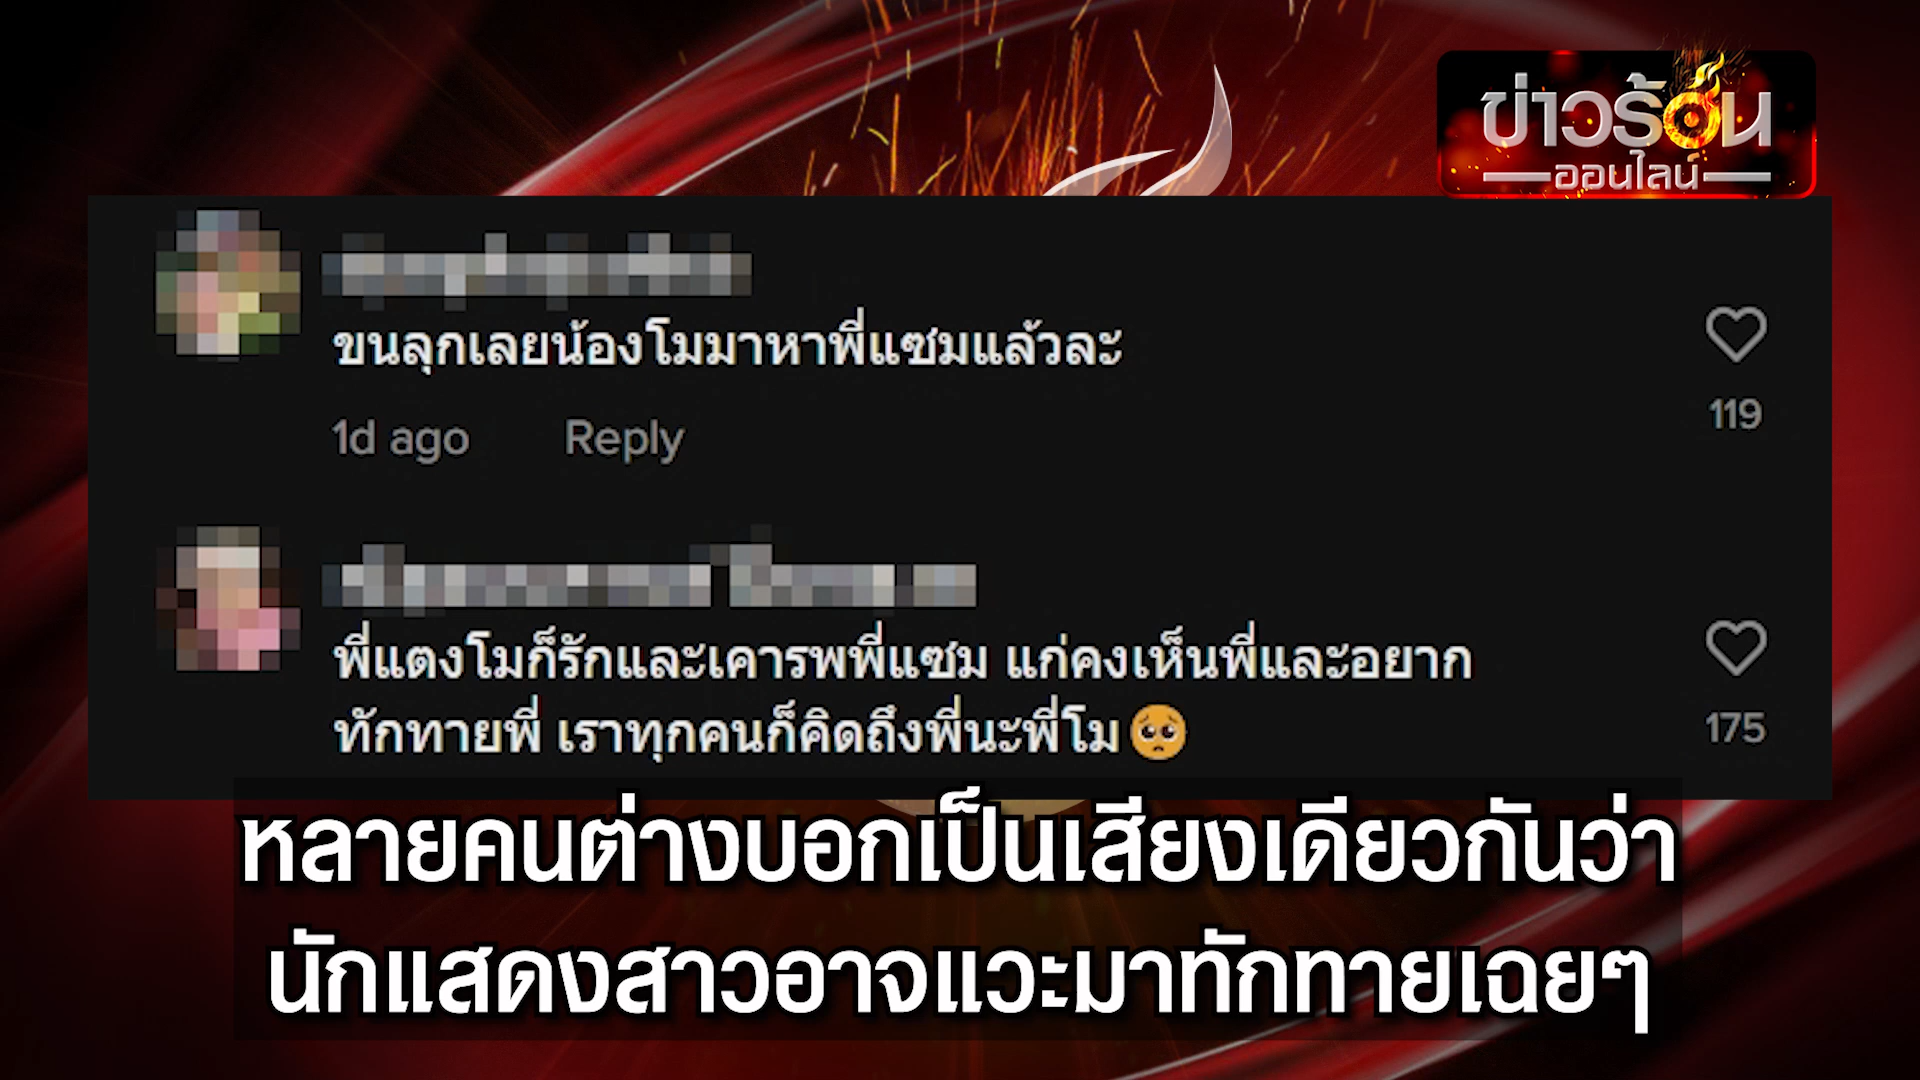 ข่าวร้อน
ออนไลน์
ขนลุกเลยน้องโมมาหาพี่แซมแล้วละ
1d ago Reply
119
พี่แตงโมก็รักและเคารพพี่แซม แก่คงเห็นพี่และอยาก
ทักทายพี่ เราทุกคนก็คิดถึงพี่นะพี่โม🥺
175
หลายคนต่างบอกเป็นเสียงเดียวกันว่า
นักแสดงสาวอาจแวะมาทักทายเฉยๆ